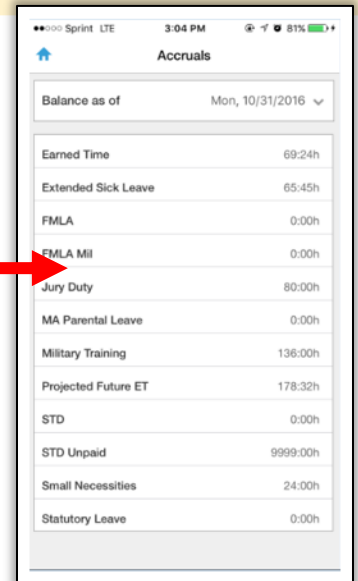 Sprint LTE 3:04 PM 81%
Accruals
Balance as of Mon, 10/31/2016
Earned Time 69:24h
Extended Sick Leave 65:45h
FMLA 0:00h
FMLA Mil 0:00h
Jury Duty 80:00h
MA Parental Leave 0:00h
Military Training 136:00h
Projected Future ET 178:32h
STD 0:00h
STD Unpaid 9999:00h
Small Necessities 24:00h
Statutory Leave 0:00h